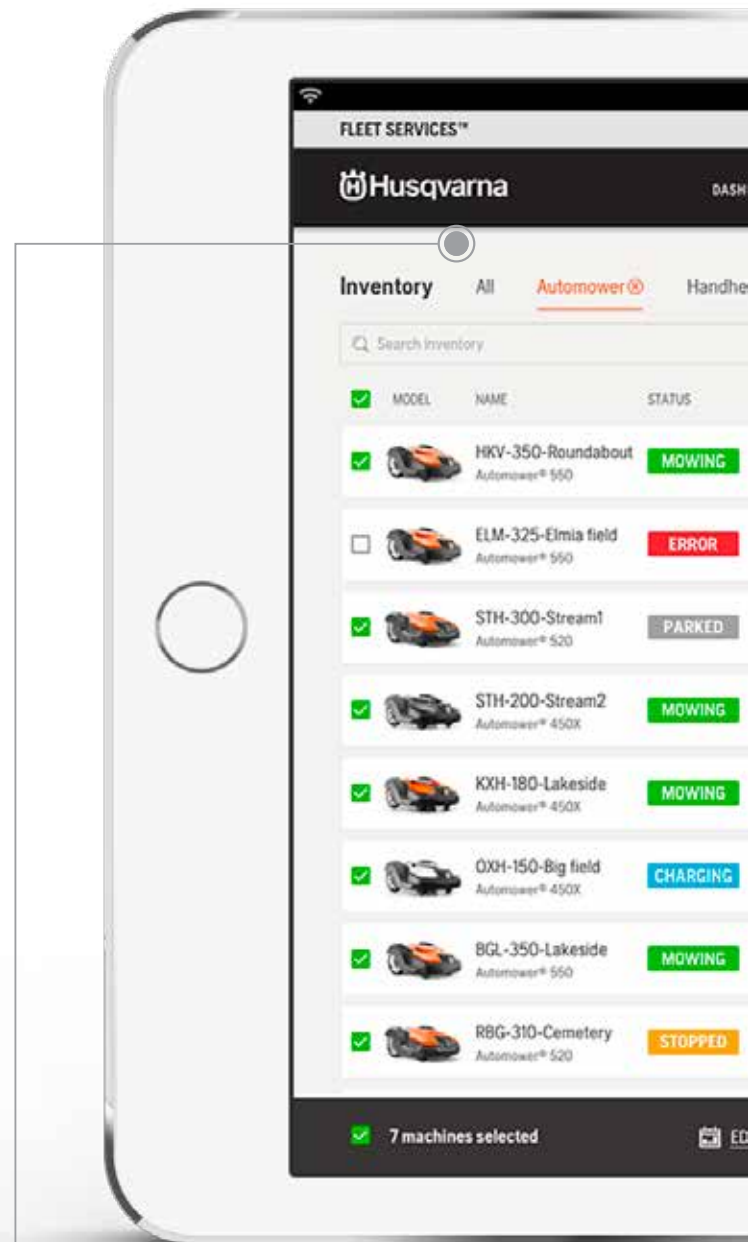 FLEET SERVICES™
Husqvarna
DASH
Inventory All Automower® Handhe
Search Inventory
MODEL NAME STATUS
HKV-350-Roundabout MOWING
Automower® 550
ELM-325-Elmia field ERROR
Automower® 550
STH-300-Stream1 PARKED
Automower® 520
STH-200-Stream2 MOWING
Automower® 450X
KXH-180-Lakeside MOWING
Automower® 450X
OXH-150-Big field CHARGING
Automower® 450X
BGL-350-Lakeside MOWING
Automower® 550
RBG-310-Cemetery STOPPED
Automower® 520
7 machines selected ED